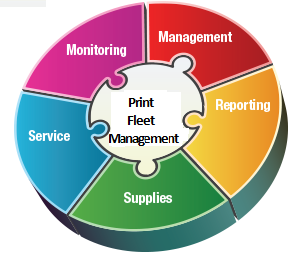 Monitoring
Management
Print
Fleet
Management
Reporting
Service
Supplies